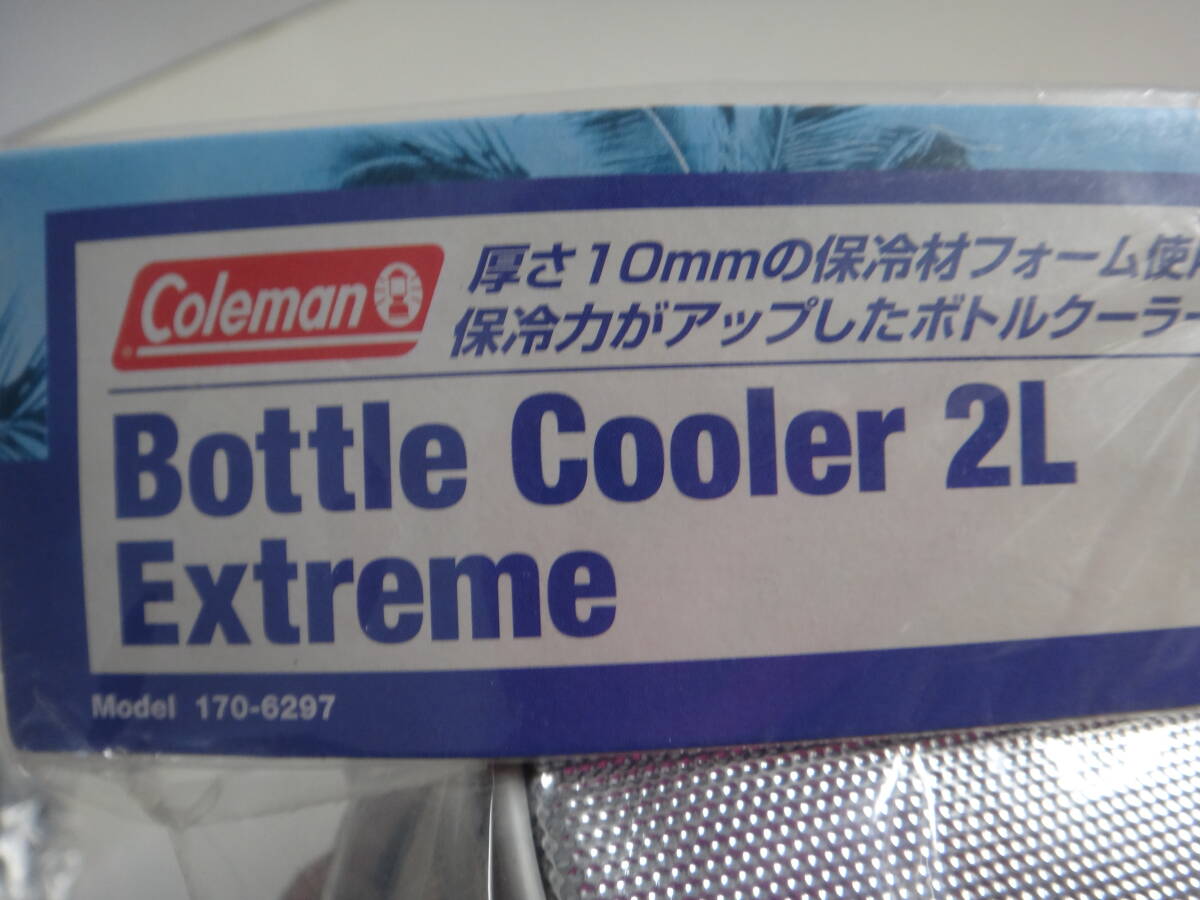 Coleman
厚さ10mmの保冷材フォーム使
保冷力がアップしたボトルクーラー
Bottle Cooler 2L
Extreme
Model 170-6297